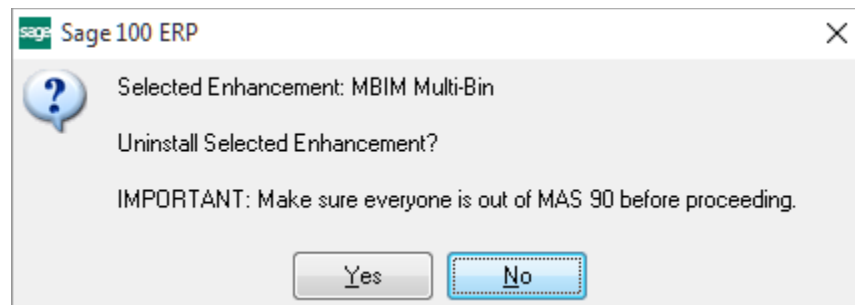 sage Sage 100 ERP
Selected Enhancement: MBIM Multi-Bin
Uninstall Selected Enhancement?
IMPORTANT: Make sure everyone is out of MAS 90 before proceeding.
Yes No